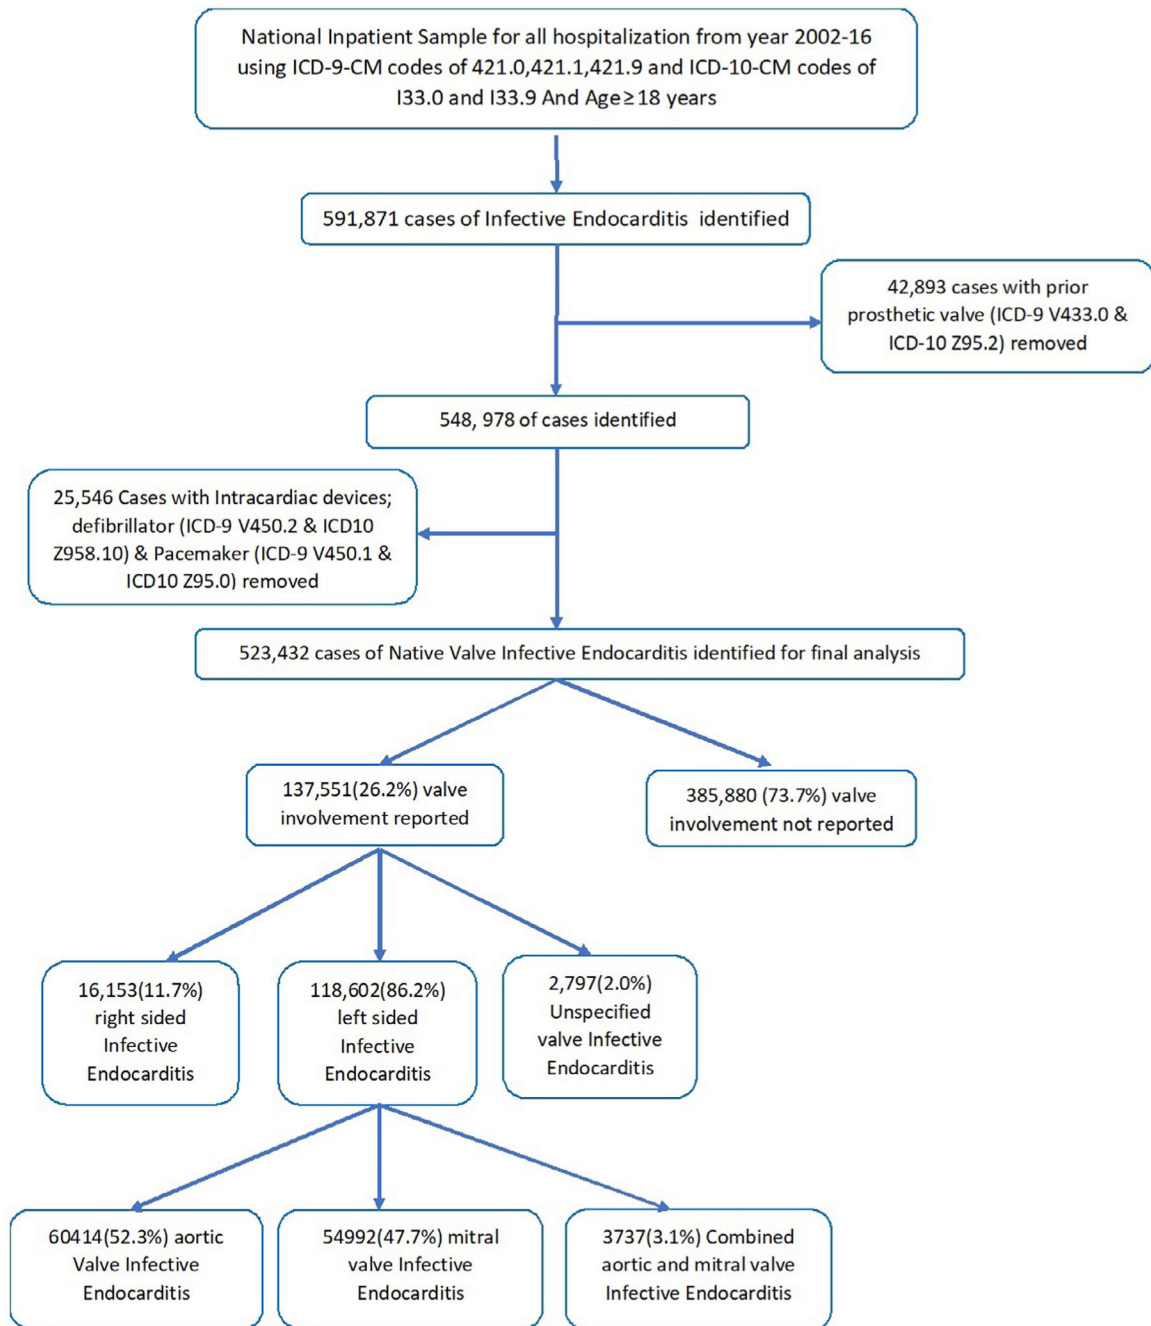 National Inpatient Sample for all hospitalization from year 2002-16
using ICD-9-CM codes of 421.0,421.1,421.9 and ICD-10-CM codes of
I33.0 and I33.9 And Age≥18 years
591,871 cases of Infective Endocarditis identified
42,893 cases with prior
prosthetic valve (ICD-9 V433.0 &
ICD-10 Z95.2) removed
548, 978 of cases identified
25,546 Cases with Intracardiac devices;
defibrillator (ICD-9 V450.2 & ICD10
Z958.10) & Pacemaker (ICD-9 V450.1 &
ICD10 Z95.0) removed
523,432 cases of Native Valve Infective Endocarditis identified for final analysis
137,551(26.2%) valve
involvement reported
385,880 (73.7%) valve
involvement not reported
16,153(11.7%)
right sided
Infective
Endocarditis
118,602(86.2%)
left sided
Infective
Endocarditis
2,797(2.0%)
Unspecified
valve Infective
Endocarditis
60414(52.3%) aortic
Valve Infective
Endocarditis
54992(47.7%) mitral
valve Infective
Endocarditis
3737(3.1%) Combined
aortic and mitral valve
Infective Endocarditis